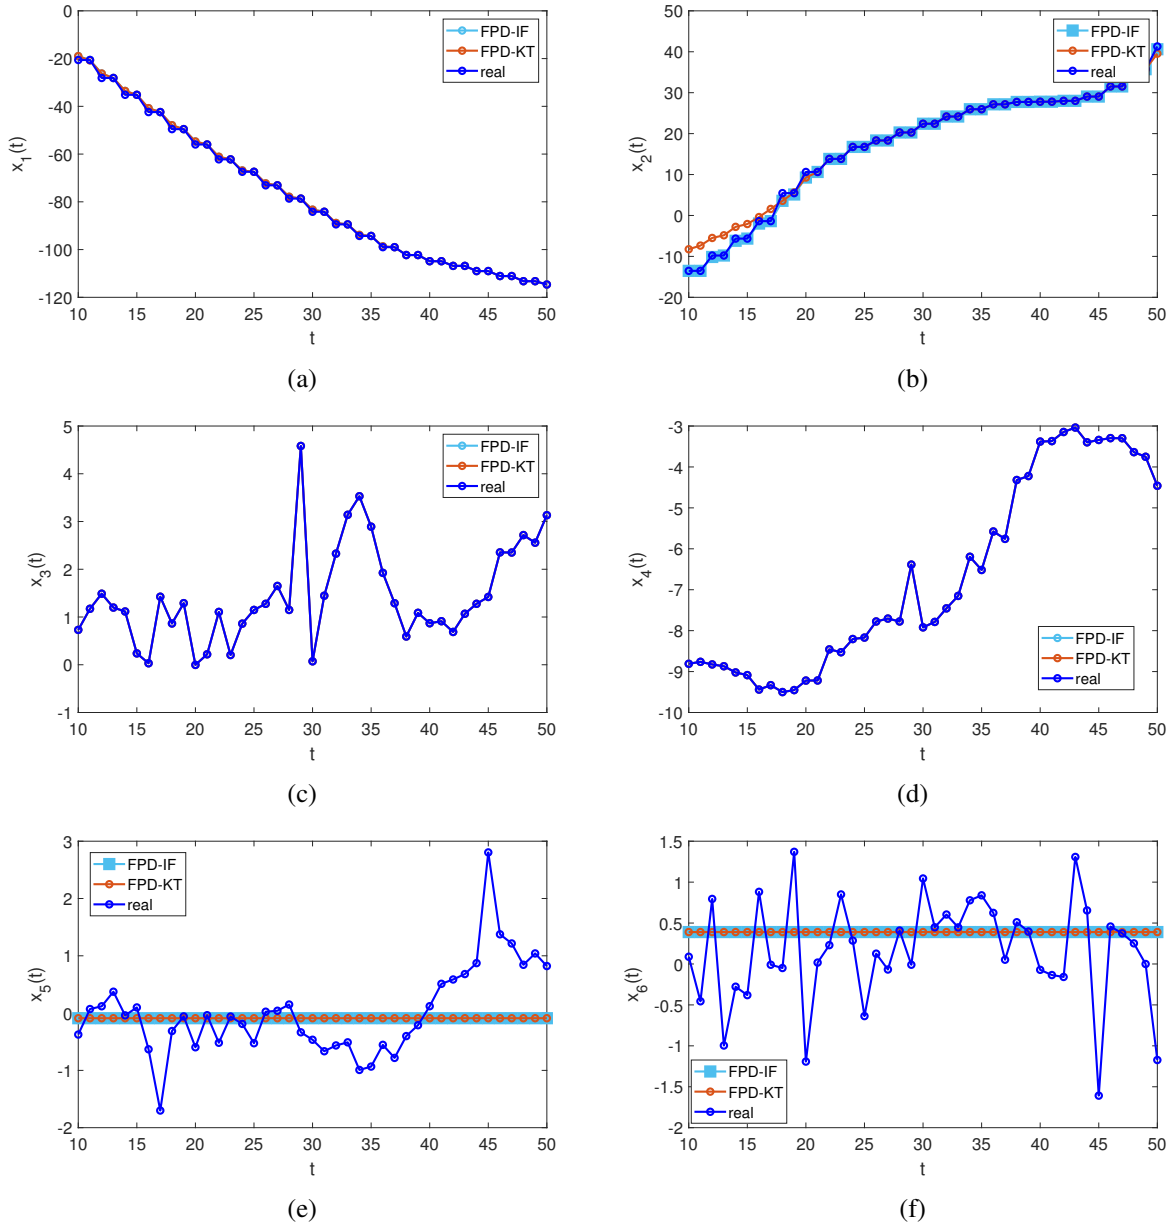 0
-20
-40
-60
-80
-100
-120
x1(t)
10 15 20 25 30 35 40 45 50
t
FPD-IF
FPD-KT
real
(a)
50
40
30
20
10
0
-10
-20
x2(t)
10 15 20 25 30 35 40 45 50
t
FPD-IF
FPD-KT
real
(b)
5
4
3
2
1
0
-1
x3(t)
10 15 20 25 30 35 40 45 50
t
FPD-IF
FPD-KT
real
(c)
-3
-4
-5
-6
-7
-8
-9
-10
x4(t)
10 15 20 25 30 35 40 45 50
t
FPD-IF
FPD-KT
real
(d)
3
2
1
0
-1
-2
x5(t)
10 15 20 25 30 35 40 45 50
t
FPD-IF
FPD-KT
real
(e)
1.5
1
0.5
0
-0.5
-1
-1.5
-2
x6(t)
10 15 20 25 30 35 40 45 50
t
FPD-IF
FPD-KT
real
(f)